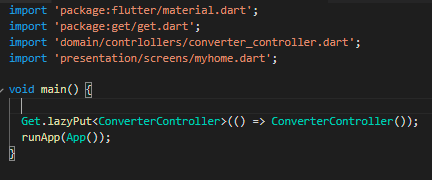 import 'package:flutter/material.dart';
import 'package:get/get.dart';
import 'domain/contrlollers/converter_controller.dart';
import 'presentation/screens/myhome.dart';
void main() {
Get.lazyPut<ConverterController>(() => ConverterController());
runApp(App());
}